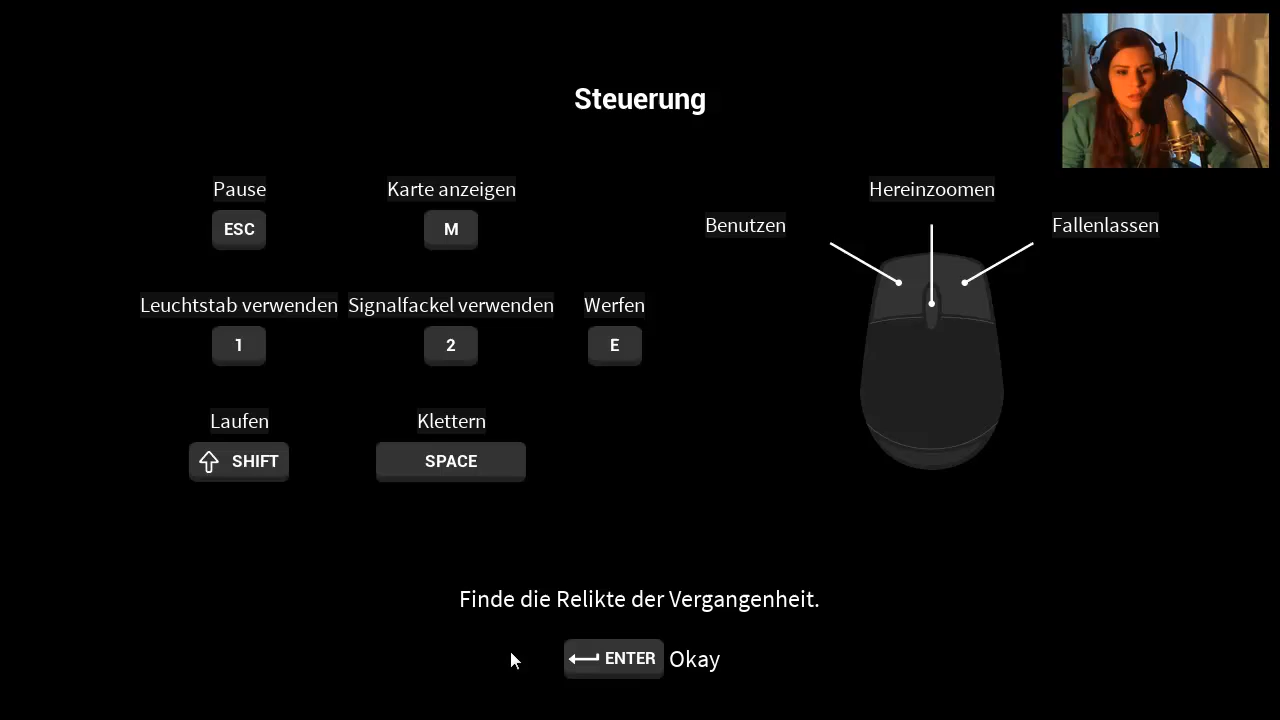 Steuerung
Pause
Karte anzeigen
Hereinzoomen
Benutzen
Fallenlassen
ESC
M
Leuchtstab verwenden
Signalfackel verwenden
Werfen
1
2
E
Laufen
Klettern
SHIFT
SPACE
Finde die Relikte der Vergangenheit.
ENTER Okay